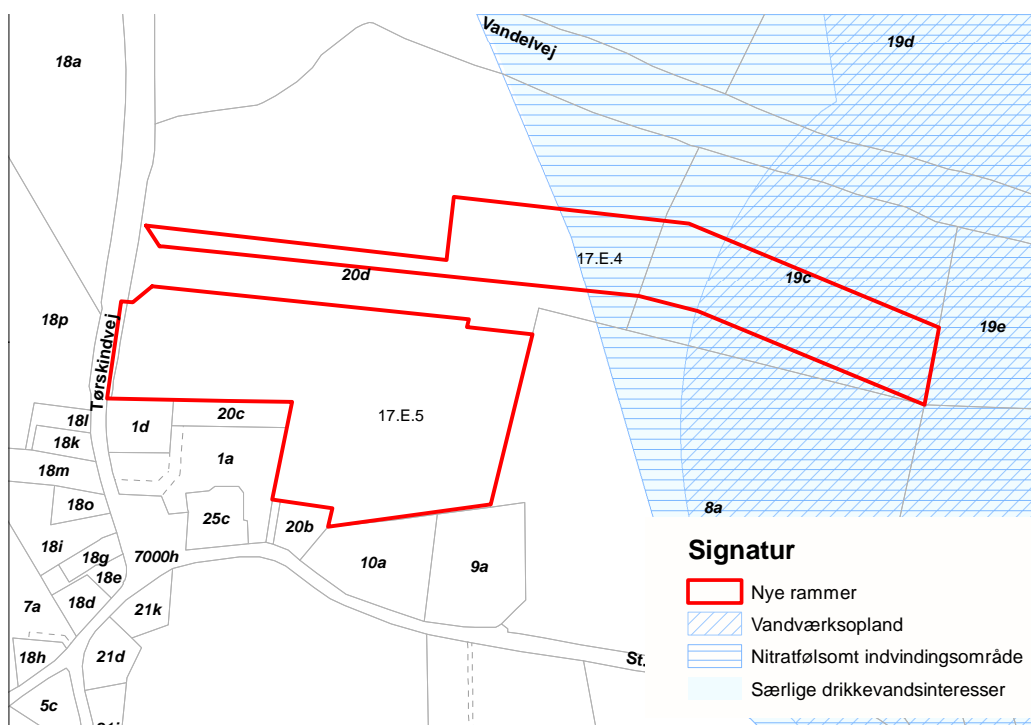 Vandelvej
19d
18a
17.E.4
20d
19c
18p
19e
Tørskindvej
17.E.5
20c
18l
1d
18k
1a
18m
8a
18o
25c
20b
18i
7000h
10a
9a
18g
18e
7a
18d
21k
18h
21d
St.
5c
Signatur
Nye rammer
Vandværksopland
Nitratfølsomt indvindingsområde
Særlige drikkevandsinteresser